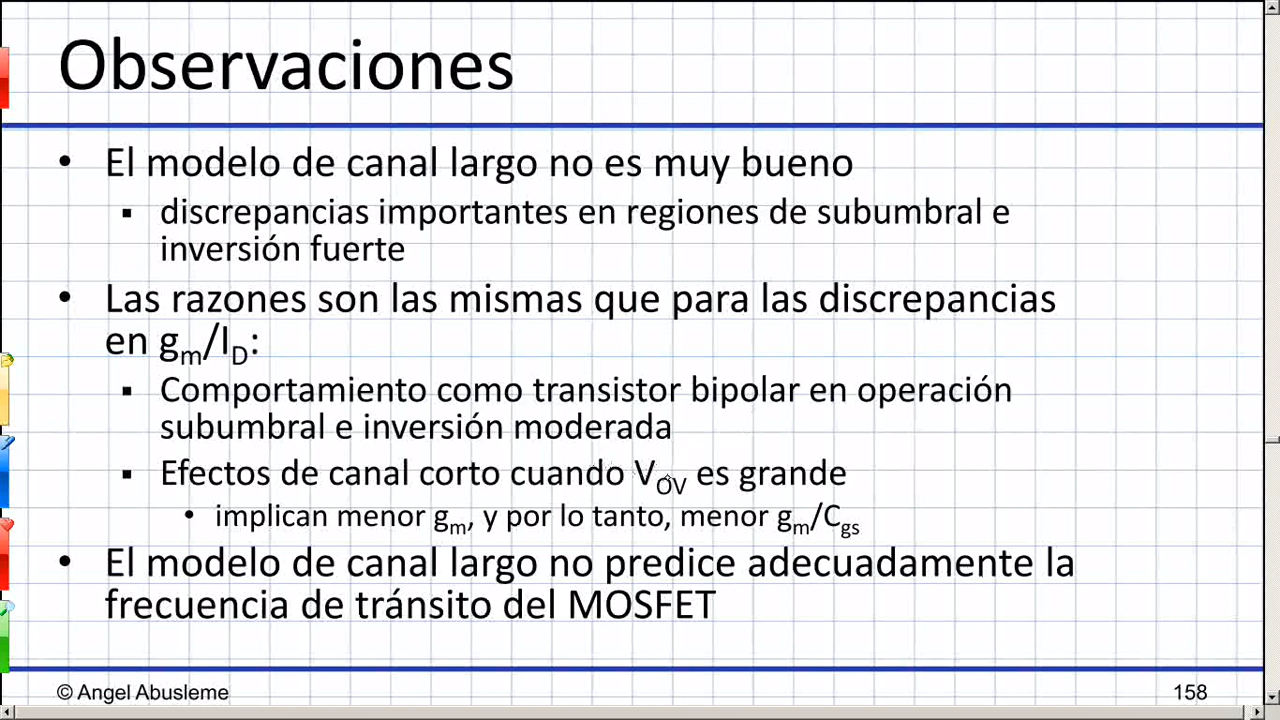 Observaciones
• El modelo de canal largo no es muy bueno
▪ discrepancias importantes en regiones de subumbral e
inversión fuerte
• Las razones son las mismas que para las discrepancias
en gm/ID:
▪ Comportamiento como transistor bipolar en operación
subumbral e inversión moderada
▪ Efectos de canal corto cuando VOV es grande
• implican menor gm, y por lo tanto, menor gm/Cgs
• El modelo de canal largo no predice adecuadamente la
frecuencia de tránsito del MOSFET
© Angel Abusleme
158